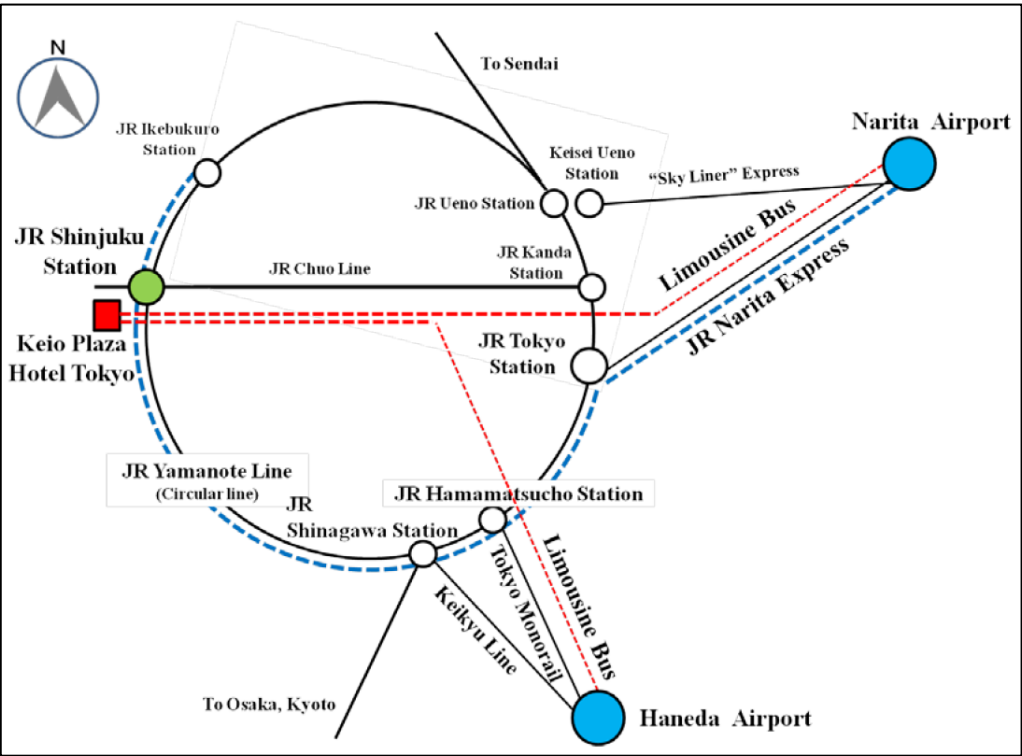 N
To Sendai
JR Ikebukuro
Station
Narita Airport
Keisei Ueno
Station
“Sky Liner” Express
JR Ueno Station
Limousine Bus
JR Shinjuku
Station
JR Kanda
Station
JR Chuo Line
JR Narita Express
Keio Plaza
Hotel Tokyo
JR Tokyo
Station
JR Yamanote Line
(Circular line)
JR Hamamatsucho Station
JR
Shinagawa Station
Limousine Bus
Tokyo Monorail
Keikyu Line
To Osaka, Kyoto
Haneda Airport